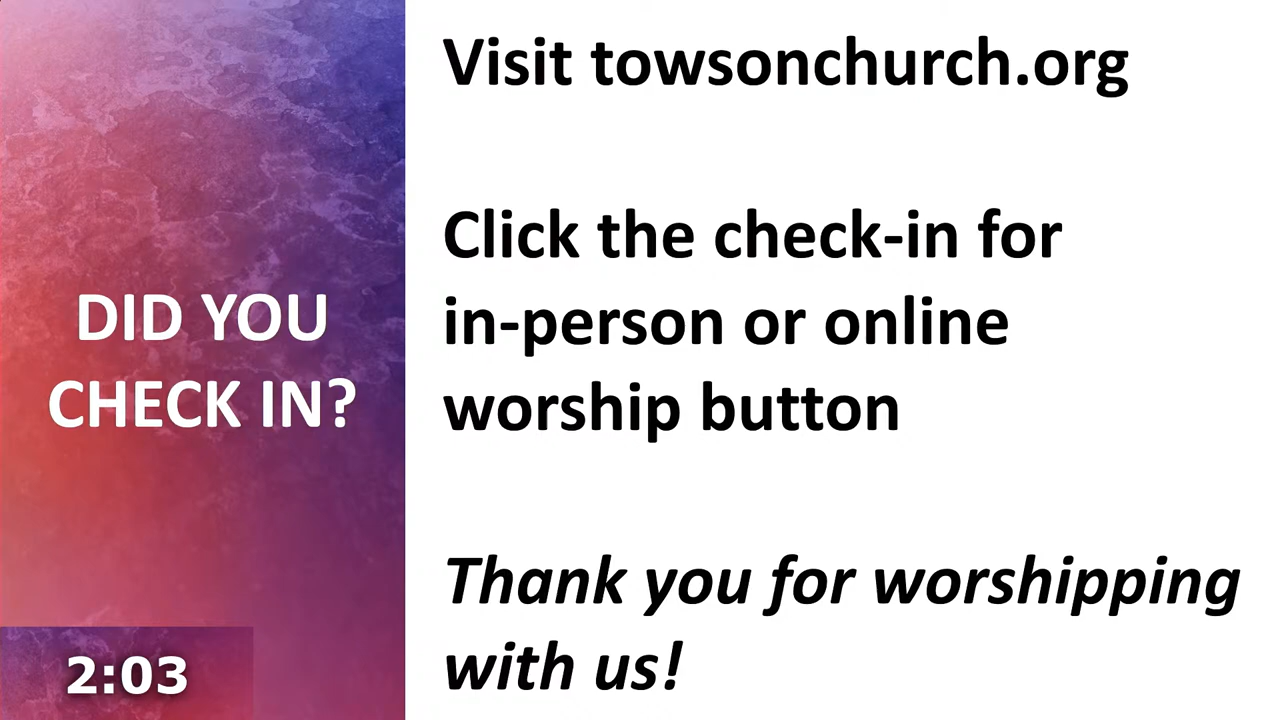 DID YOU
CHECK IN?
2:03
Visit towsonchurch.org
Click the check-in for
in-person or online
worship button
Thank you for worshipping
with us!